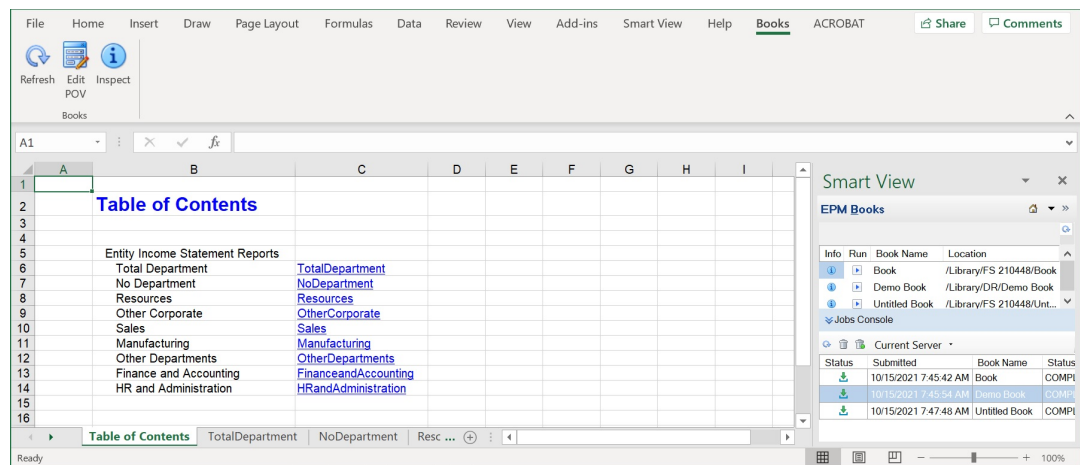 File Home Insert Draw Page Layout Formulas Data Review View Add-ins Smart View Help Books ACROBAT Share Comments
Refresh Edit POV Inspect
Books
A1 fx
A B C D E F G H I
1
2 Table of Contents
3
4
5 Entity Income Statement Reports
6 Total Department TotalDepartment
7 No Department NoDepartment
8 Resources Resources
9 Other Corporate OtherCorporate
10 Sales Sales
11 Manufacturing Manufacturing
12 Other Departments OtherDepartments
13 Finance and Accounting FinanceandAccounting
14 HR and Administration HRandAdministration
15
16
Table of Contents TotalDepartment NoDepartment Resc ...
Ready
Smart View
EPM Books
Info Run Book Name Location
Book /Library/FS 210448/Book
Demo Book /Library/DR/Demo Book
Untitled Book /Library/FS 210448/Unt...
Jobs Console
Current Server
Status Submitted Book Name Status
10/15/2021 7:45:42 AM Book COMPL
10/15/2021 7:45:54 AM Demo Book COMPL
10/15/2021 7:47:48 AM Untitled Book COMPL
100%